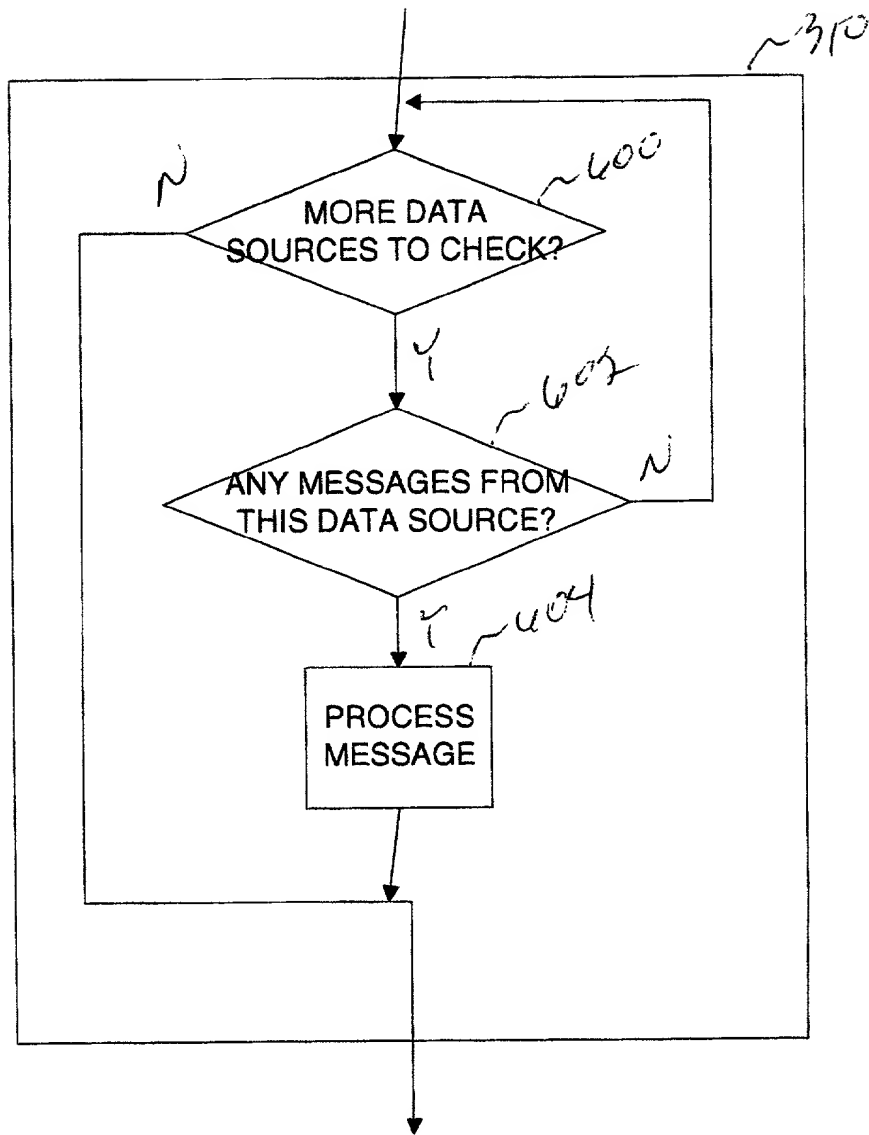 ~310
N
~600
MORE DATA
SOURCES TO CHECK?
Y
~602
ANY MESSAGES FROM
THIS DATA SOURCE?
N
Y
~604
PROCESS
MESSAGE